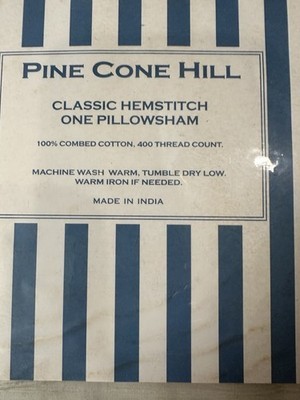 PINE CONE HILL
CLASSIC HEMSTITCH
ONE PILLOWSHAM
100% COMBED COTTON. 400 THREAD COUNT.
MACHINE WASH WARM, TUMBLE DRY LOW.
WARM IRON IF NEEDED.
MADE IN INDIA